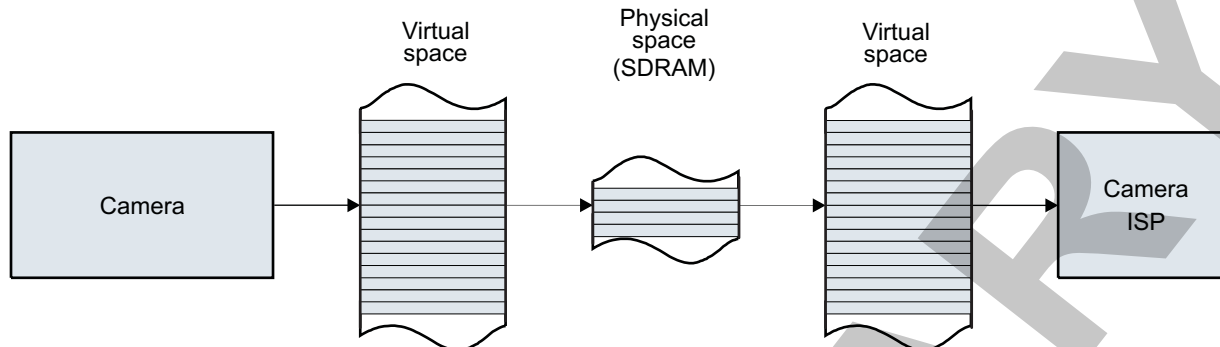 Virtual
space
Physical
space
(SDRAM)
Virtual
space
Camera
Camera
ISP